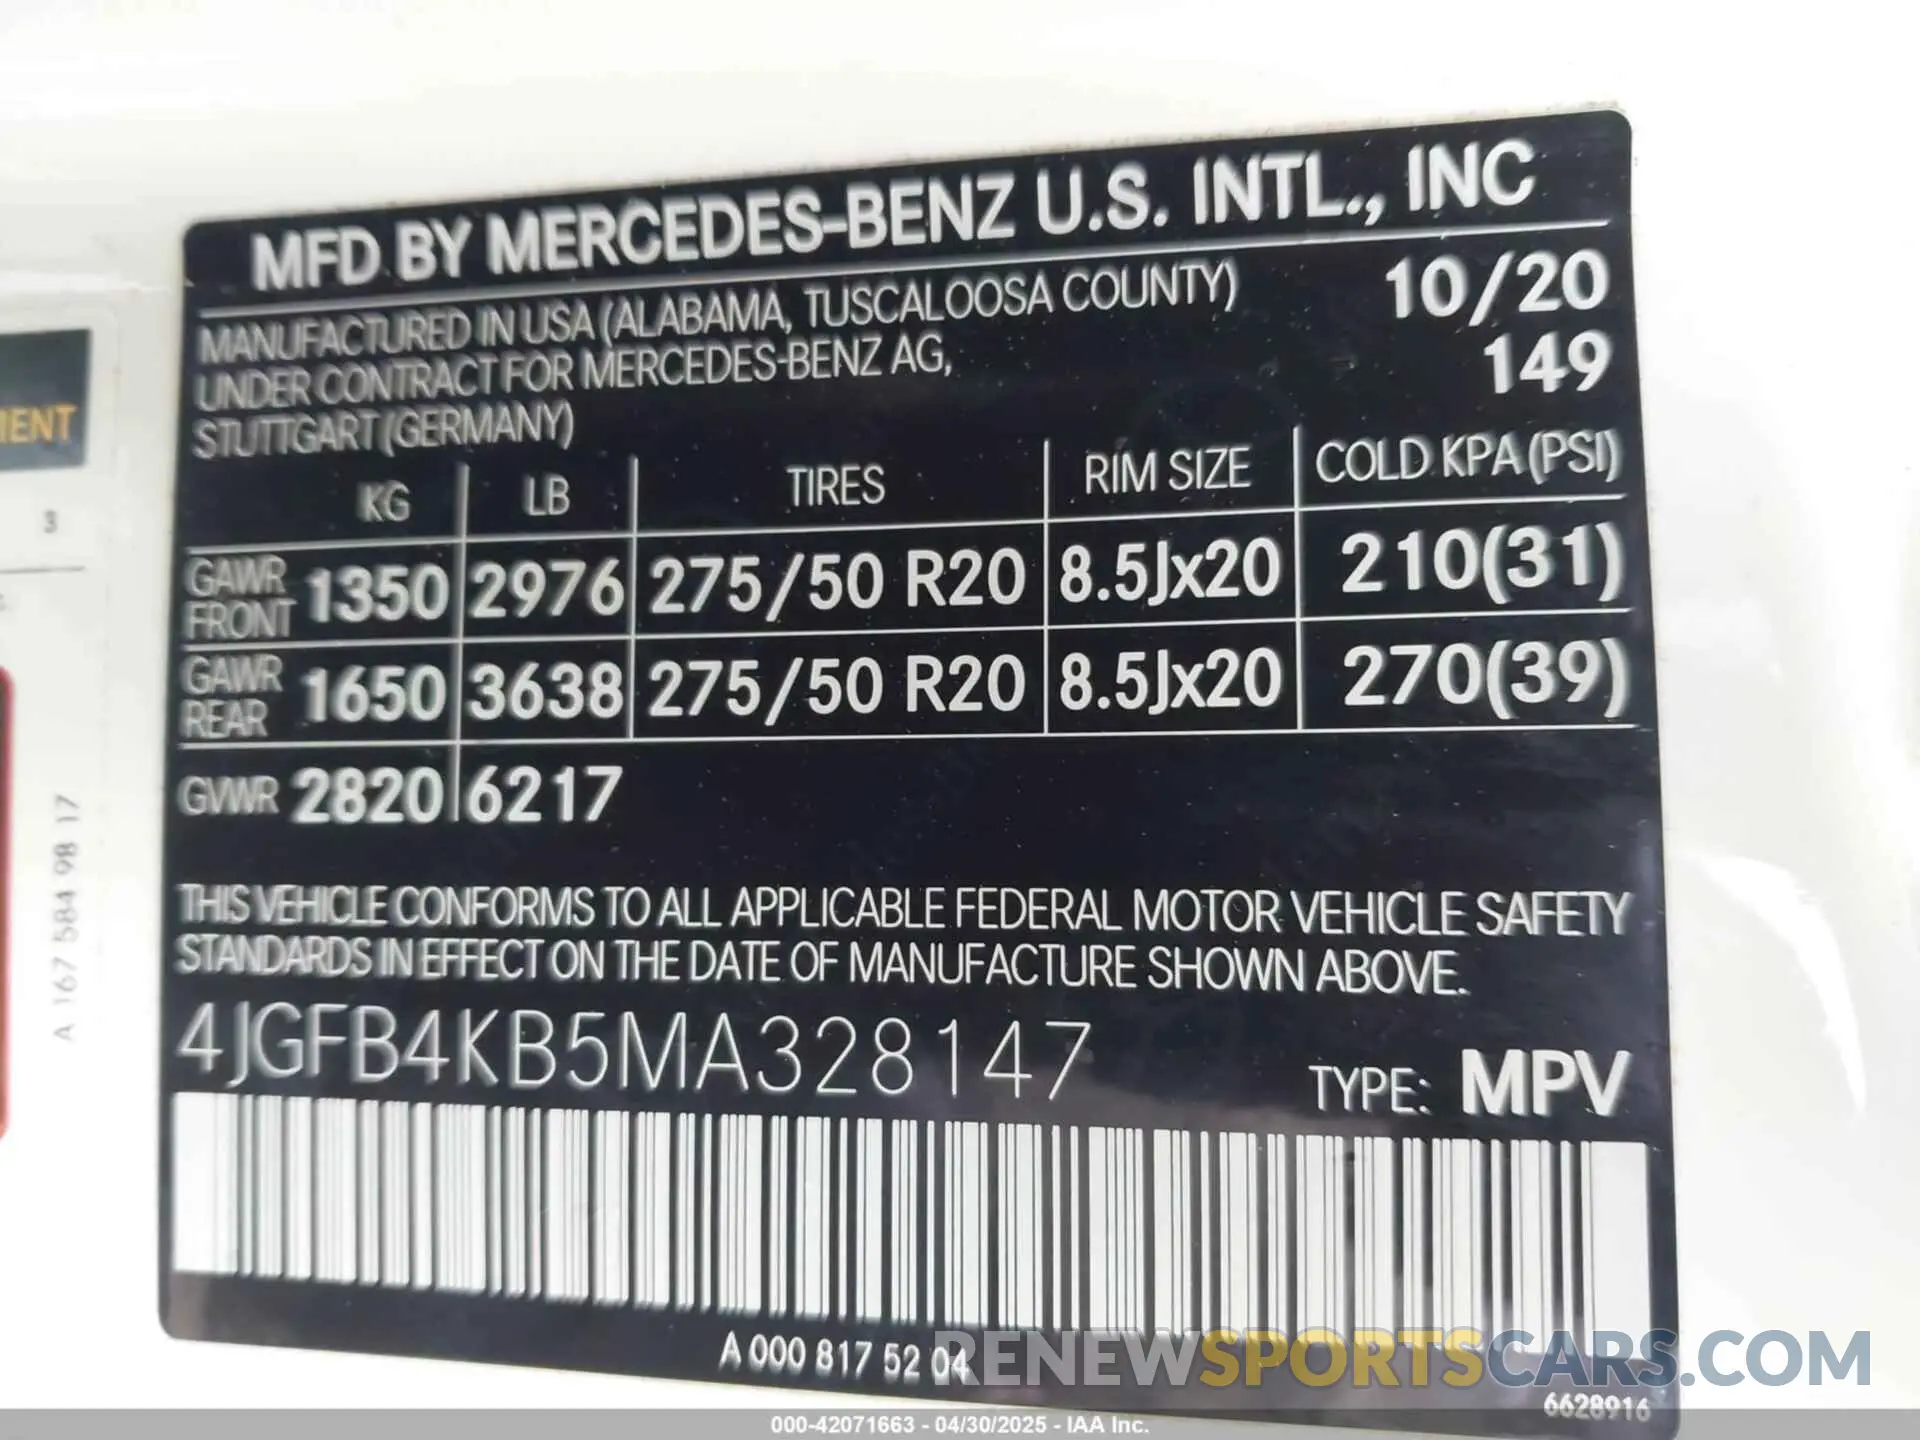 MFD BY MERCEDES-BENZ U.S. INTL., INC
MANUFACTURED IN USA (ALABAMA, TUSCALOOSA COUNTY) 10/20
UNDER CONTRACT FOR MERCEDES-BENZ AG, 149
STUTTGART (GERMANY)
KG LB TIRES RIM SIZE COLD KPA (PSI)
GAWR FRONT 1350 2976 275/50 R20 8.5Jx20 210(31)
GAWR REAR 1650 3638 275/50 R20 8.5Jx20 270(39)
GVWR 2820 6217
THIS VEHICLE CONFORMS TO ALL APPLICABLE FEDERAL MOTOR VEHICLE SAFETY
STANDARDS IN EFFECT ON THE DATE OF MANUFACTURE SHOWN ABOVE.
4JGFB4KB5MA328147
TYPE: MPV
A 000 817 52 04
6628916
3
A 167 584 98 17
RENEWSPORTSCARS.COM
000-42071663 - 04/30/2025 - IAA Inc.